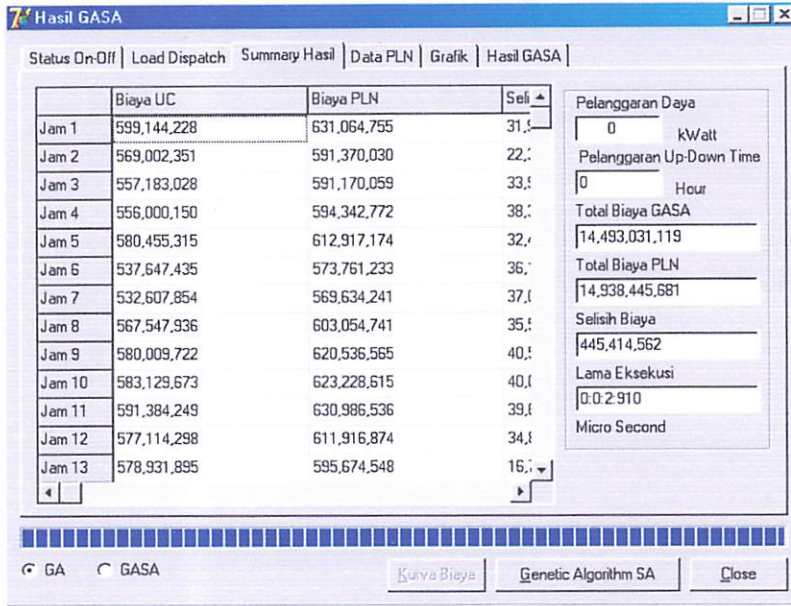 Hasil GASA
Status On-Off Load Dispatch Summary Hasil Data PLN Grafik Hasil GASA
Biaya UC Biaya PLN
Jam 1 599,144,228 631,064,755
Jam 2 569,002,351 591,370,030
Jam 3 557,183,028 591,170,059
Jam 4 556,000,150 594,342,772
Jam 5 580,455,315 612,917,174
Jam 6 537,647,435 573,761,233
Jam 7 532,607,854 569,634,241
Jam 8 567,547,936 603,054,741
Jam 9 580,009,722 620,536,565
Jam 10 583,129,673 623,228,615
Jam 11 591,384,249 630,986,536
Jam 12 577,114,298 611,916,874
Jam 13 578,931,895 595,674,548
Pelanggaran Daya
0 kWatt
Pelanggaran Up-Down Time
0 Hour
Total Biaya GASA
14,493,031,119
Total Biaya PLN
14,938,445,681
Selisih Biaya
445,414,562
Lama Eksekusi
0:0:2:910
Micro Second
GA GASA Kurva Biaya Genetic Algorithm SA Close